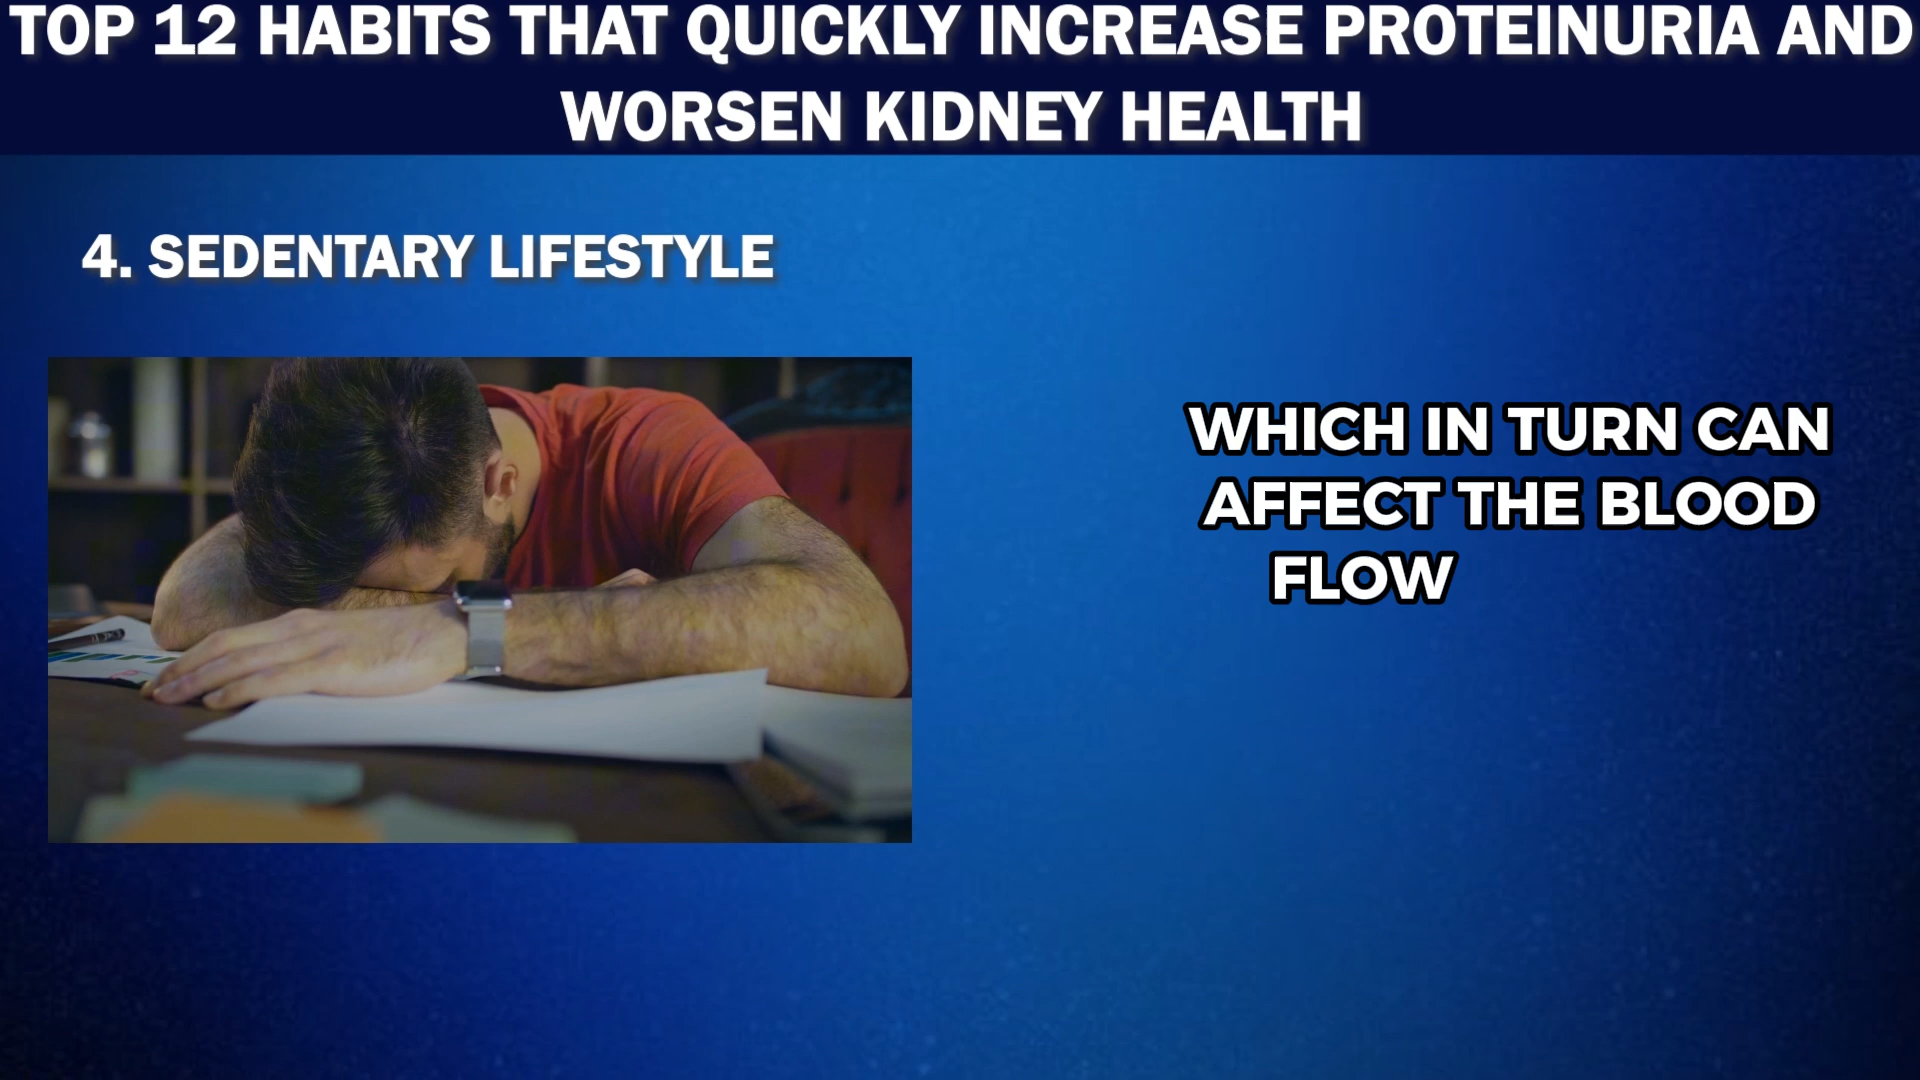 TOP 12 HABITS THAT QUICKLY INCREASE PROTEINURIA AND
WORSEN KIDNEY HEALTH
4. SEDENTARY LIFESTYLE
WHICH IN TURN CAN
AFFECT THE BLOOD
FLOW